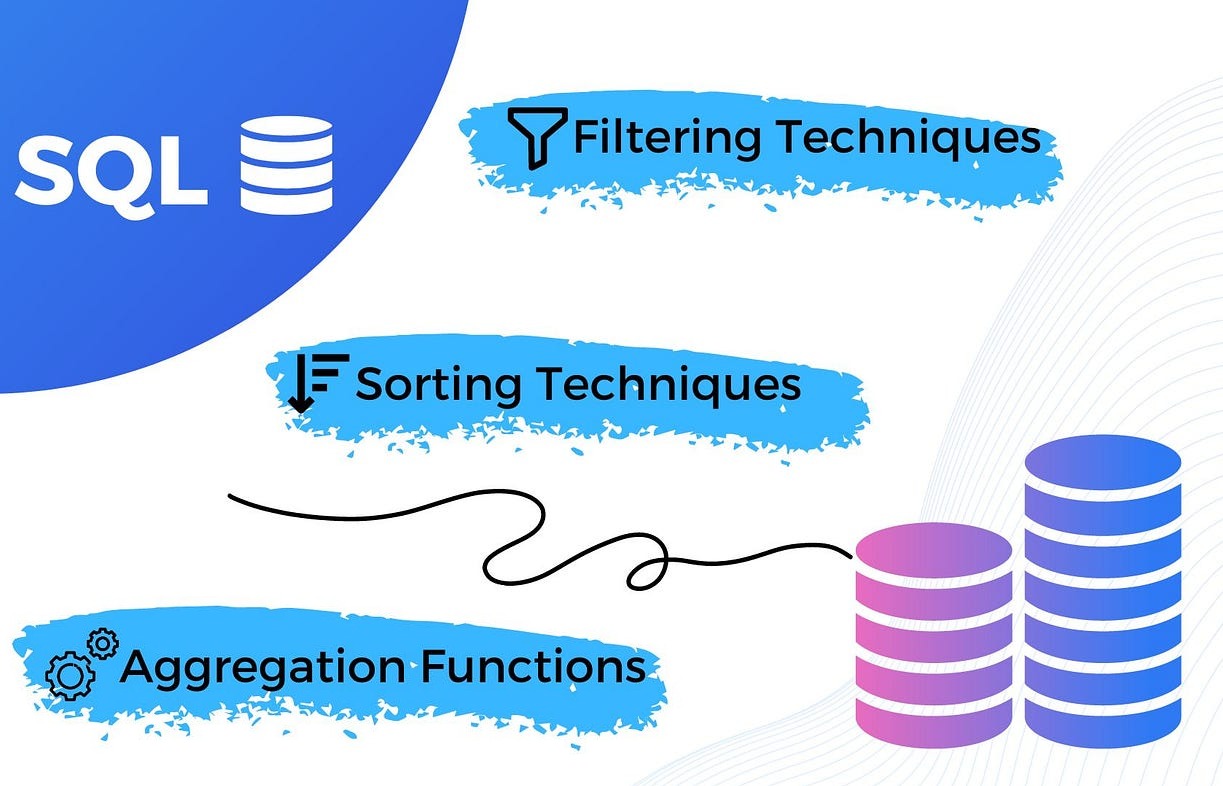 SQL
Filtering Techniques
Sorting Techniques
Aggregation Functions